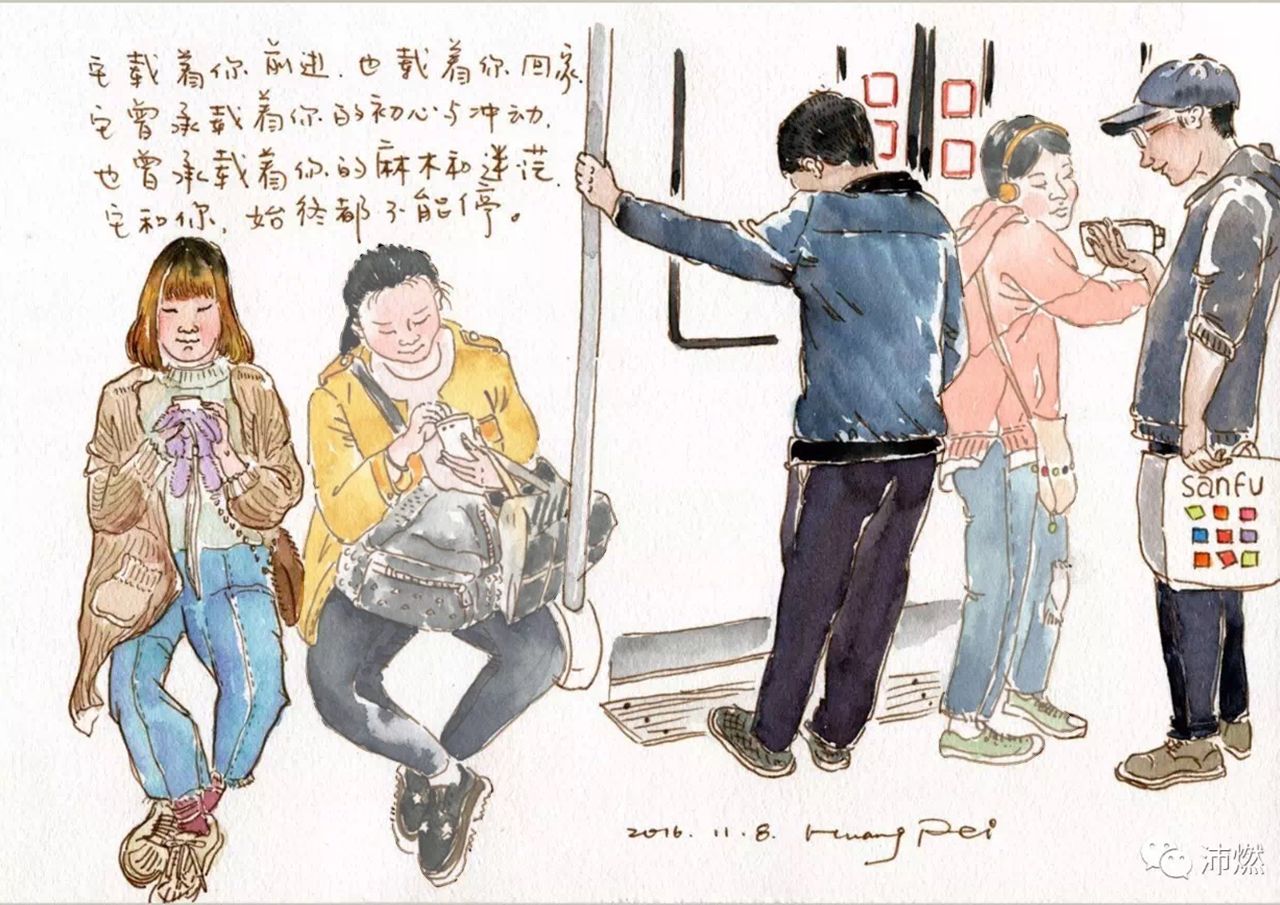 它载着你前进.也载着你回家.
它曾承载着你的初心与冲动.
也曾承载着你的麻木和迷茫.
它和你,始终都不能停。
sanfu
2016.11.8. Huang Pei
沛燃